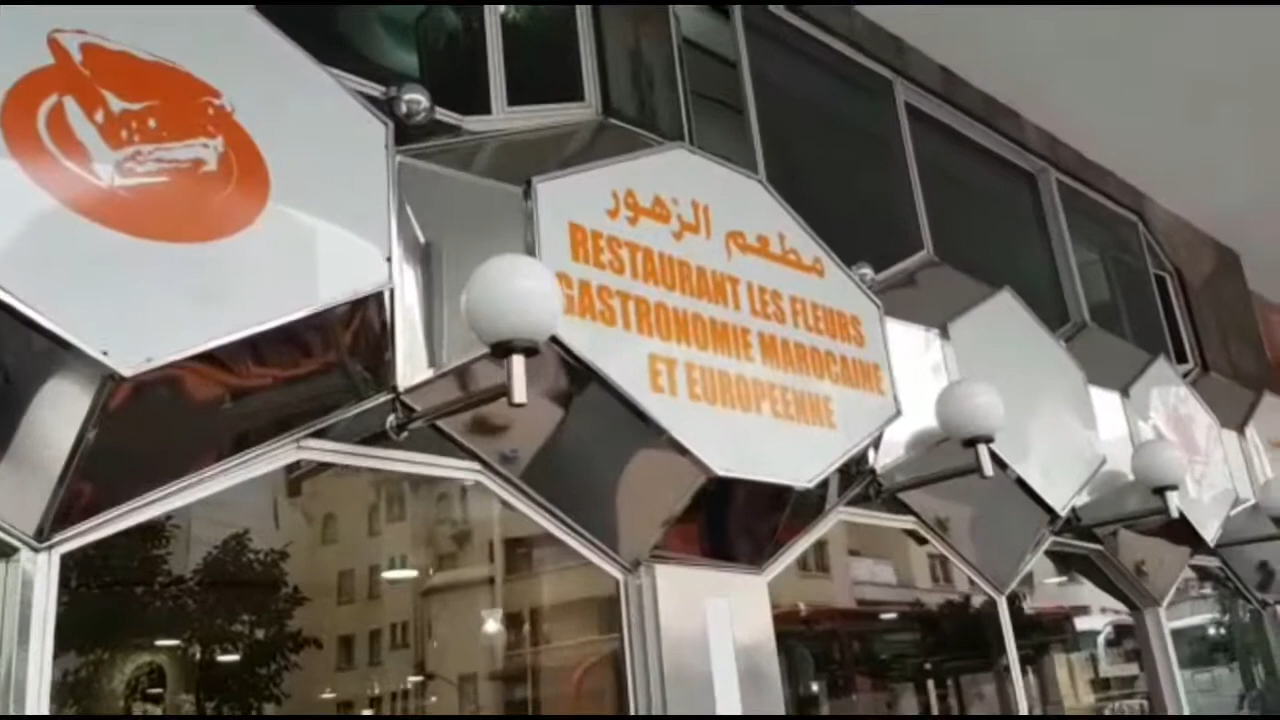 مطعم الزهور
RESTAURANT LES FLEURS
GASTRONOMIE MAROCAINE
ET EUROPEENNE